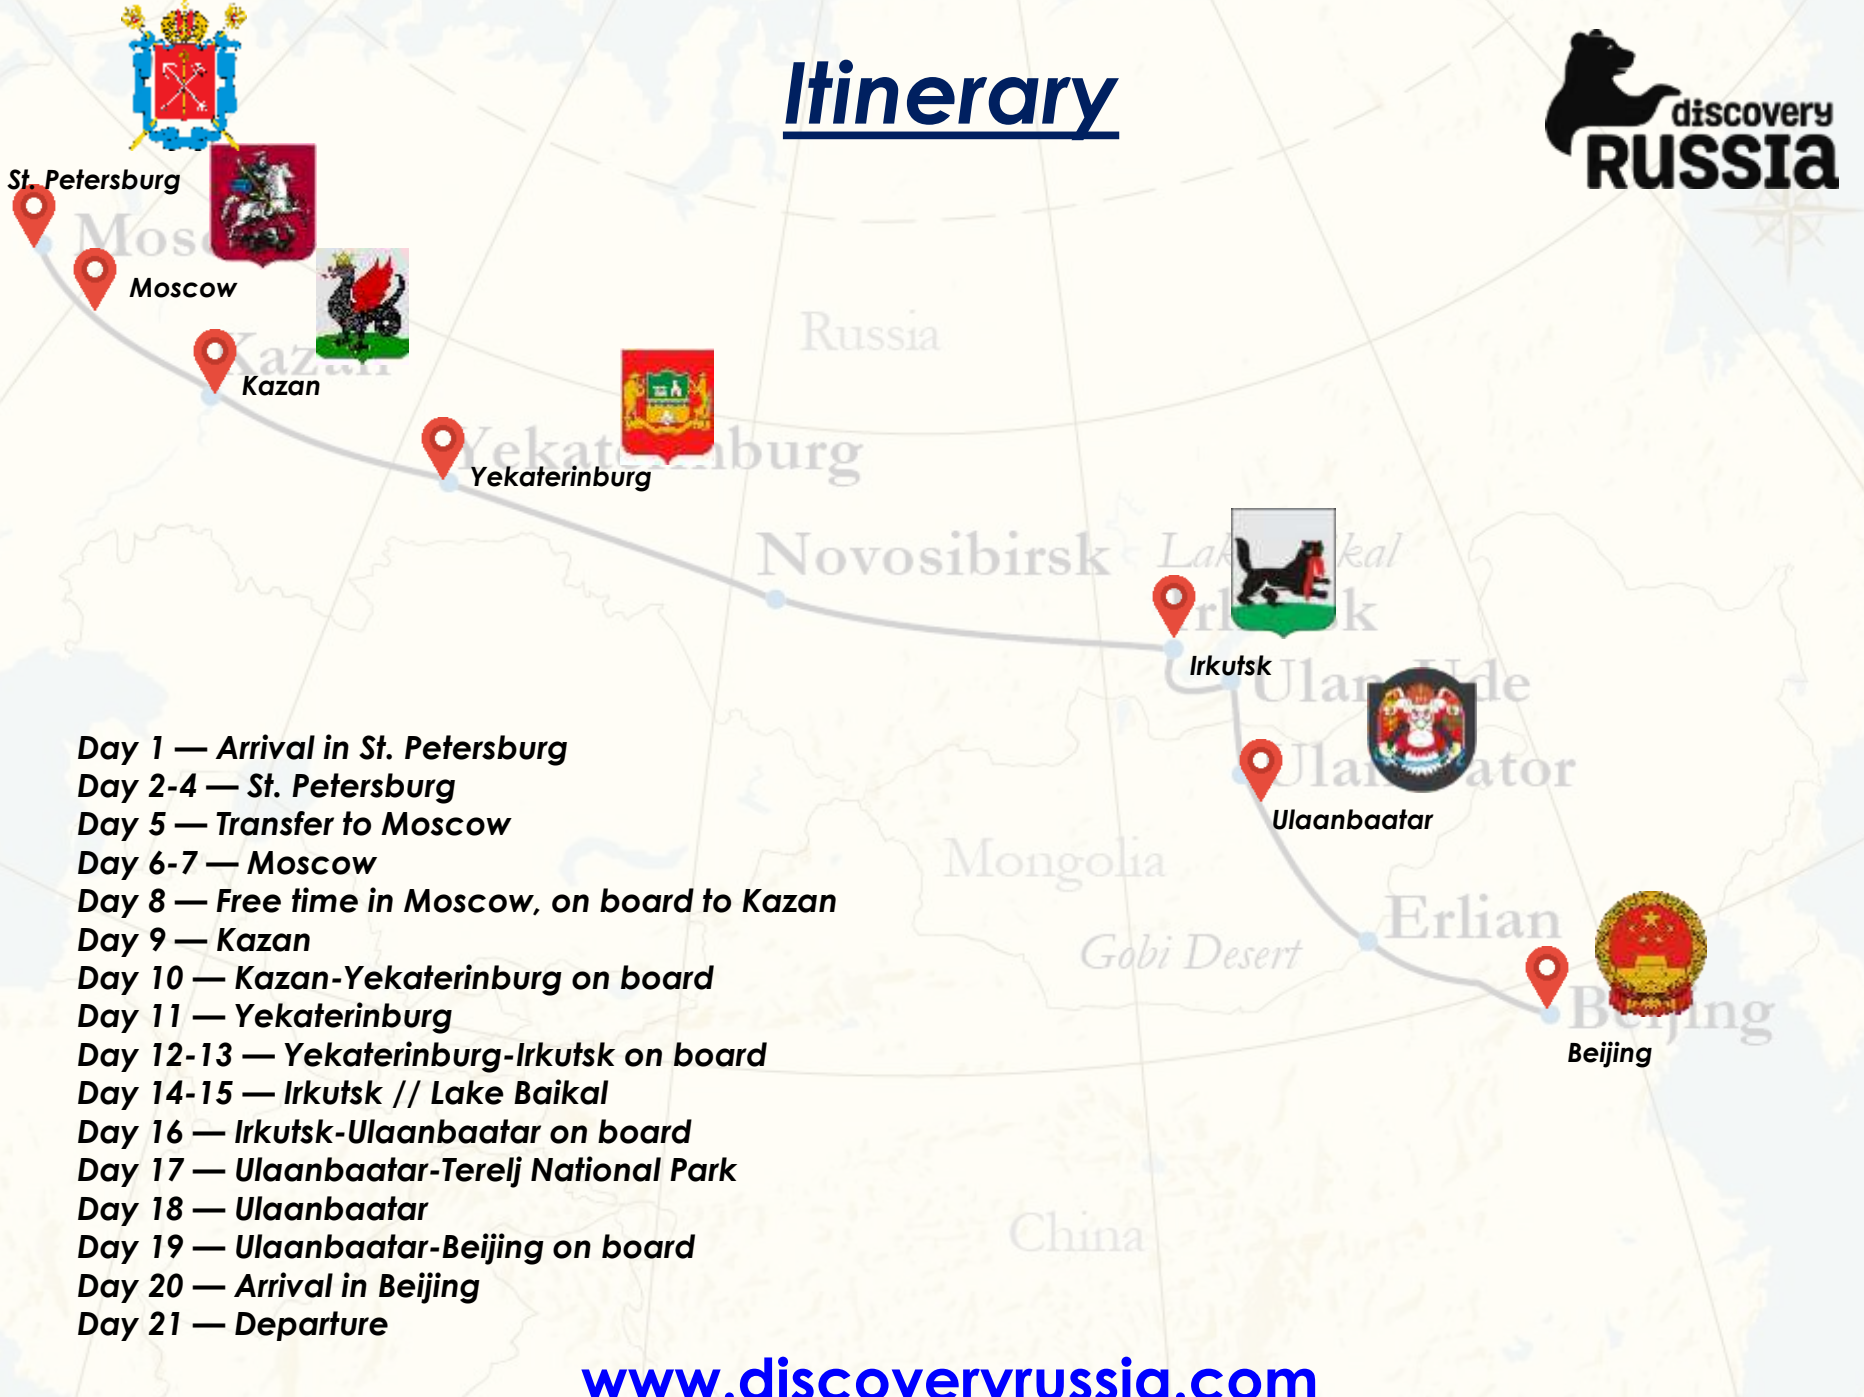 Itinerary
discovery
RUSSIA
St. Petersburg
Moscow
Kazan
Kazan
Russia
Yekaterinburg
Yekaterinburg
Novosibirsk
Irkutsk
Ulaanbaatar
Mongolia
Erlian
Gobi Desert
Beijing
Beijing
China
Day 1 — Arrival in St. Petersburg
Day 2-4 — St. Petersburg
Day 5 — Transfer to Moscow
Day 6-7 — Moscow
Day 8 — Free time in Moscow, on board to Kazan
Day 9 — Kazan
Day 10 — Kazan-Yekaterinburg on board
Day 11 — Yekaterinburg
Day 12-13 — Yekaterinburg-Irkutsk on board
Day 14-15 — Irkutsk // Lake Baikal
Day 16 — Irkutsk-Ulaanbaatar on board
Day 17 — Ulaanbaatar-Terelj National Park
Day 18 — Ulaanbaatar
Day 19 — Ulaanbaatar-Beijing on board
Day 20 — Arrival in Beijing
Day 21 — Departure
www.discoveryrussia.com